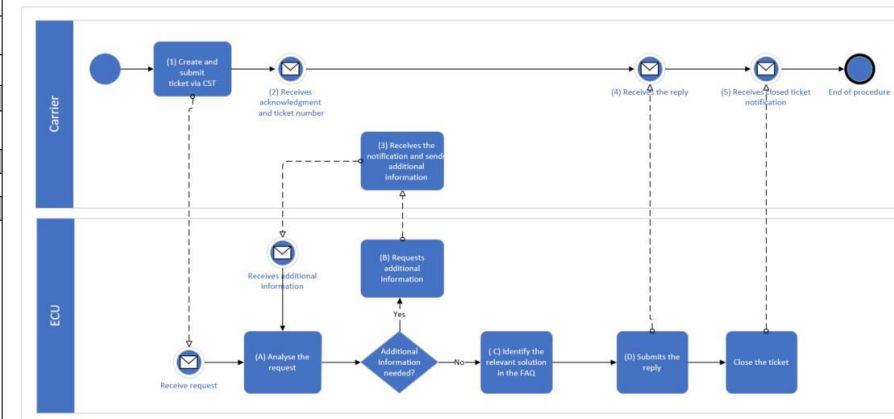 Carrier
(1) Create and
submit
ticket via CST
(2) Receives
acknowledgment
and ticket number
(4) Receives the reply
(5) Receives closed ticket
notification
End of procedure
(3) Receives the
notification and sends
additional
information
ECU
Receives additional
information
(B) Requests
additional
information
Yes
Receive request
(A) Analyse the
request
Additional
Information
needed?
No
( C) Identify the
relevant solution
in the FAQ
(D) Submits the
reply
Close the ticket